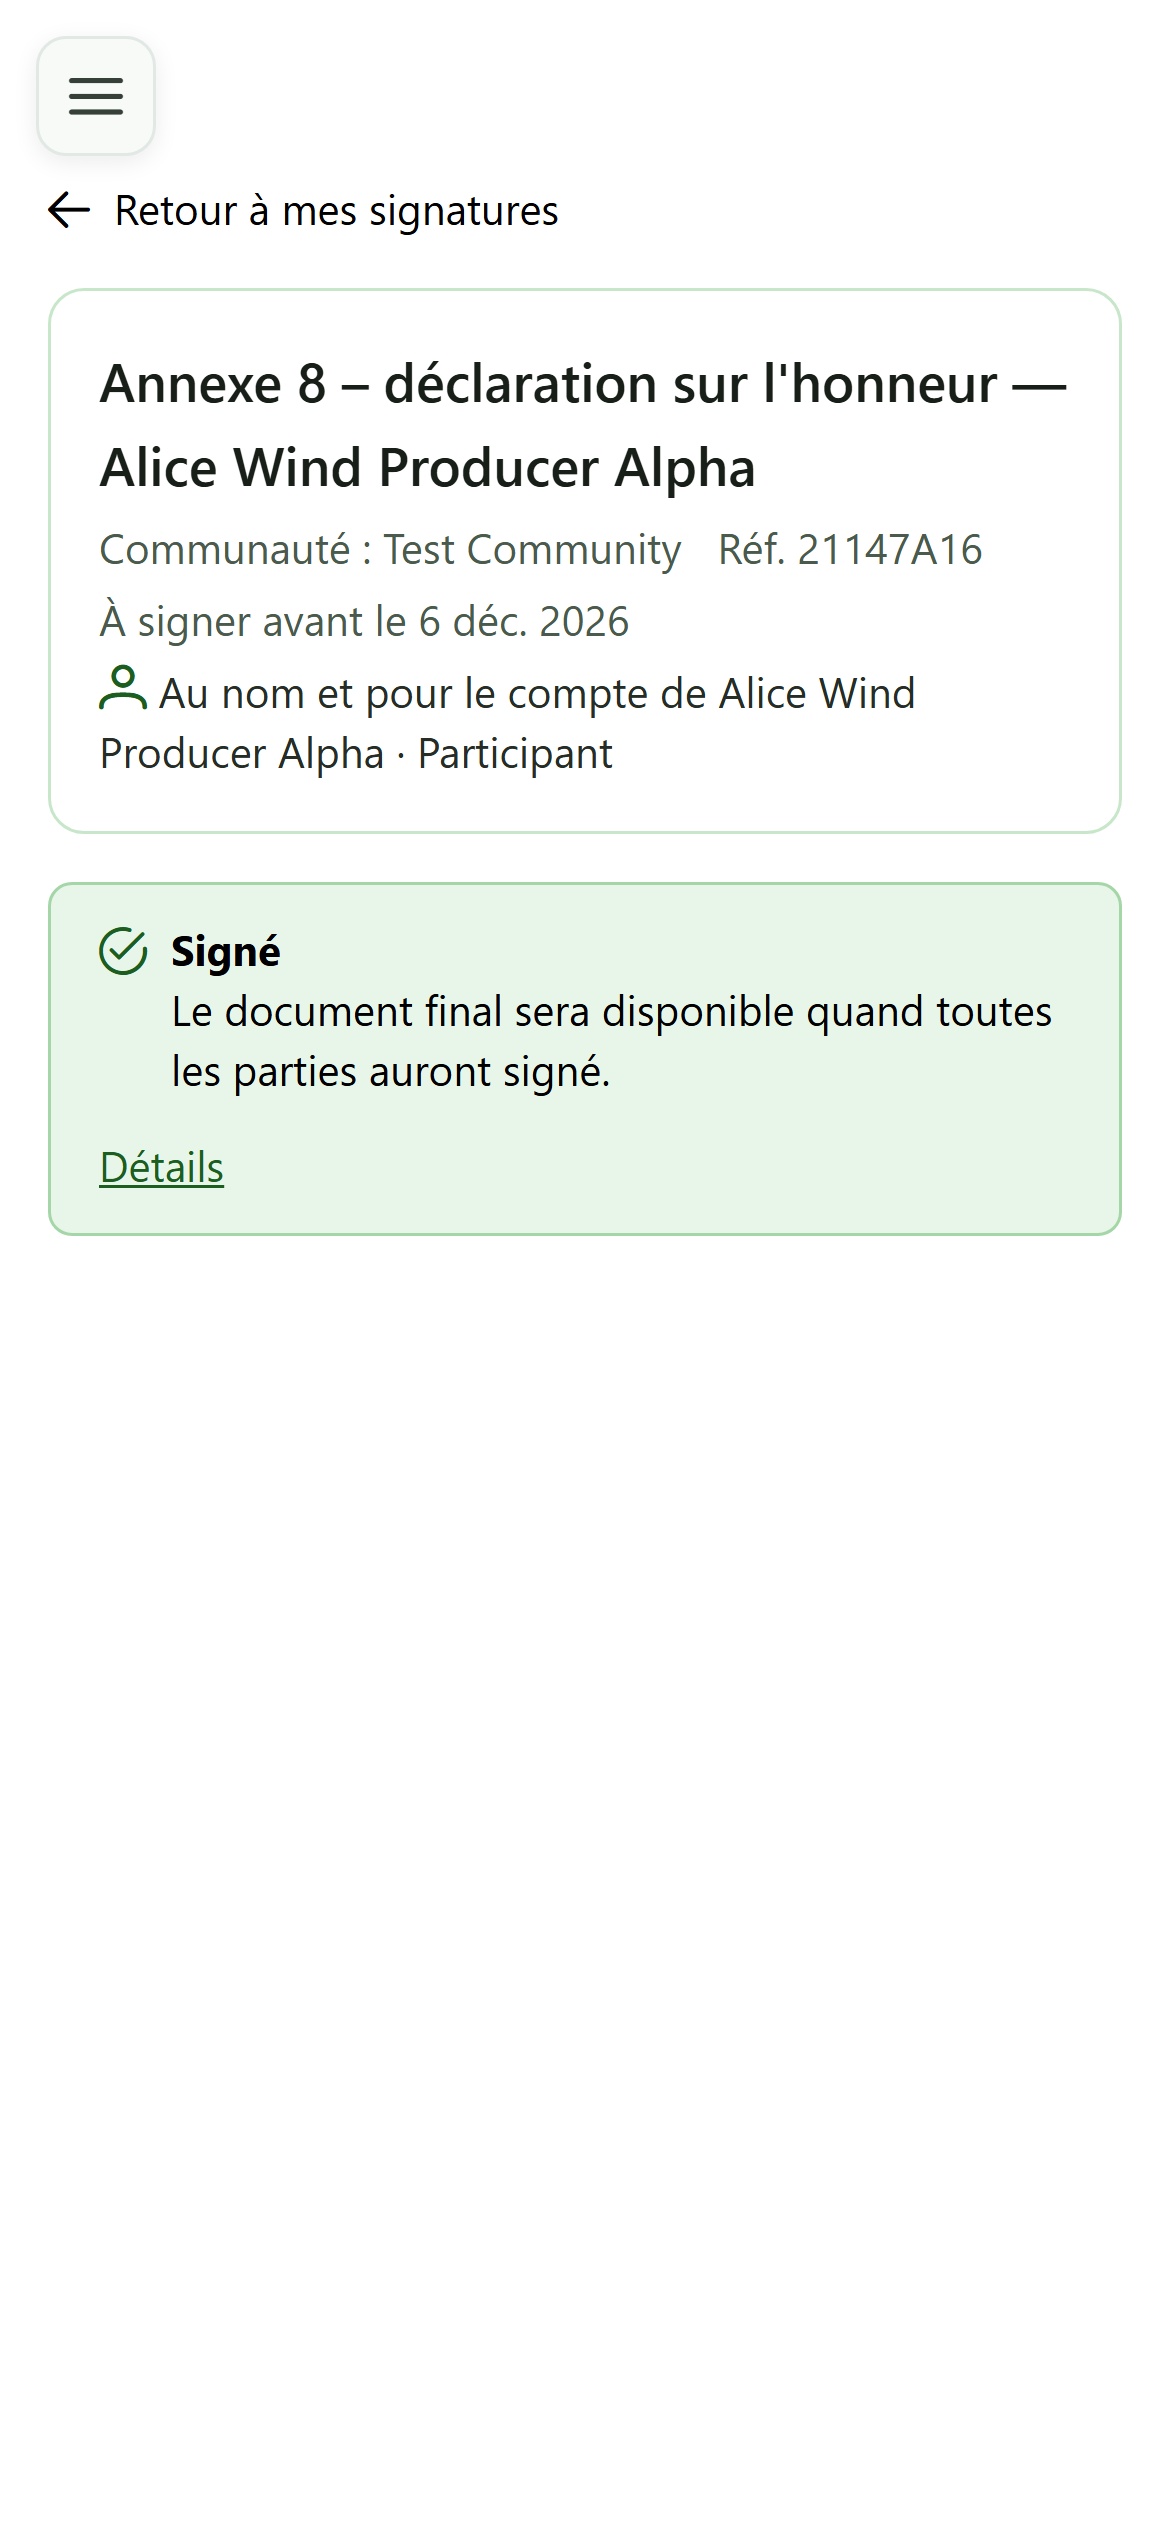 Retour à mes signatures
Annexe 8 – déclaration sur l'honneur —
Alice Wind Producer Alpha
Communauté : Test Community Réf. 21147A16
À signer avant le 6 déc. 2026
Au nom et pour le compte de Alice Wind
Producer Alpha · Participant
Signé
Le document final sera disponible quand toutes
les parties auront signé.
Détails